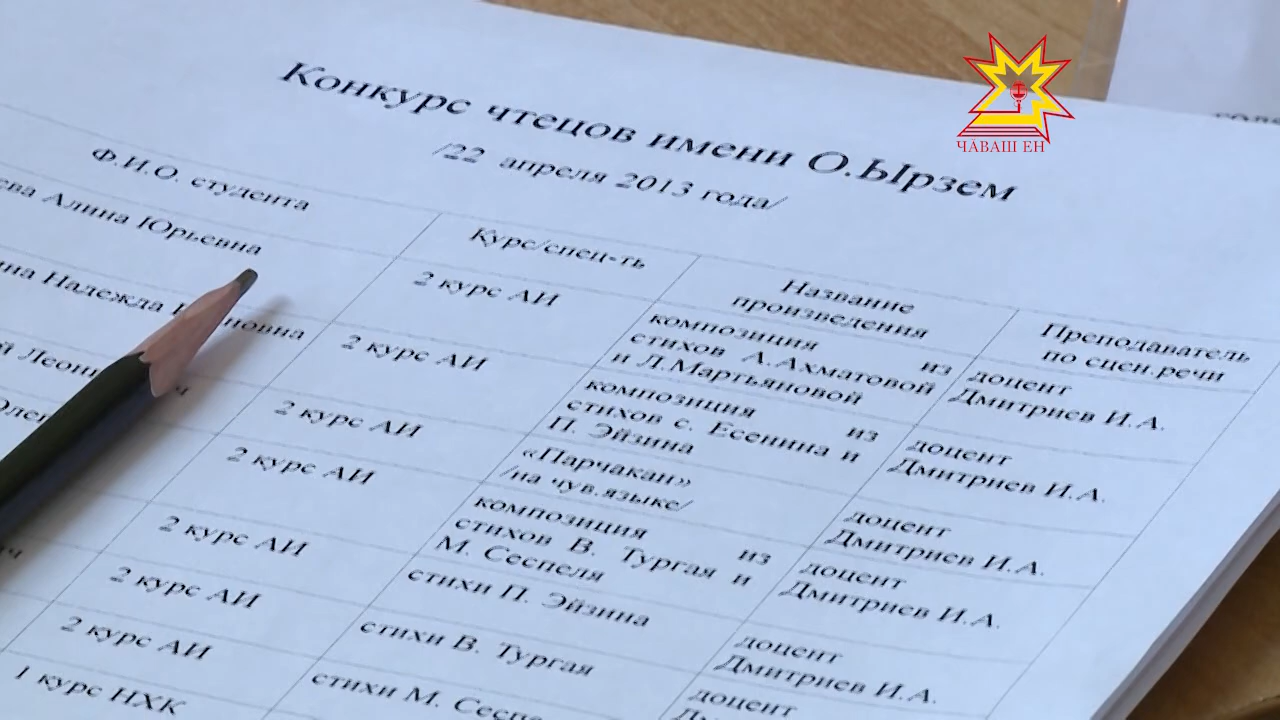 ЧӐВАШ ЕН
Конкурс чтецов имени О.Ырзем
/22 апреля 2013 года/
Ф.И.О. студента
Курс/спец-ть
Название
произведения
Преподаватель
по сцен.речи
Алина Юрьевна
2 курс АИ
композиция из
стихов А.Ахматовой
и Л.Мартьяновой
доцент
Дмитриев И.А.
Надежда
2 курс АИ
композиция из
стихов с. Есенина и
П. Эйзина
доцент
Дмитриев И.А.
2 курс АИ
«Парчакан»
/на чув.языке/
доцент
Дмитриев И.А.
2 курс АИ
композиция из
стихов В. Тургая и
М. Сеспеля
доцент
Дмитриев И.А.
2 курс АИ
стихи П. Эйзина
доцент
Дмитриев И.А.
2 курс АИ
стихи В. Тургая
доцент
2 курс АИ
стихи М.
1 курс НХК